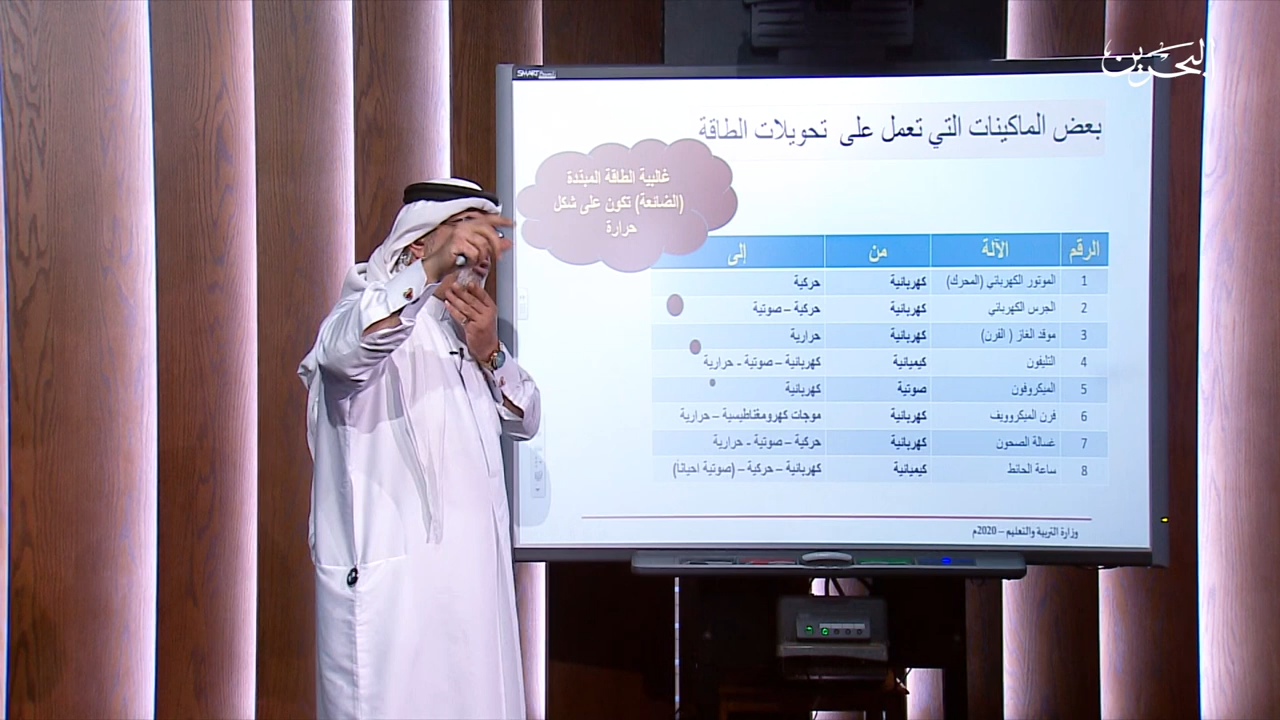 البحرين
SMART
بعض الماكينات التي تعمل على تحويلات الطاقة
غالبية الطاقة المبددة
(الضائعة) تكون على شكل
حرارة
الرقم الآلة من إلى
1 الموتور الكهربائي (المحرك) كهربائية حركية
2 الجرس الكهربائي كهربائية حركية – صوتية
3 موقد الغاز ( الفرن) كهربائية حرارية
4 التليفون كيميائية كهربائية – صوتية - حرارية
5 الميكروفون صوتية كهربائية
6 فرن الميكروويف كهربائية موجات كهرومغناطيسية – حرارية
7 غسالة الصحون كهربائية حركية – صوتية - حرارية
8 ساعة الحائط كيميائية كهربائية – حركية – (صوتية احياناً)
وزارة التربية والتعليم – 2020م